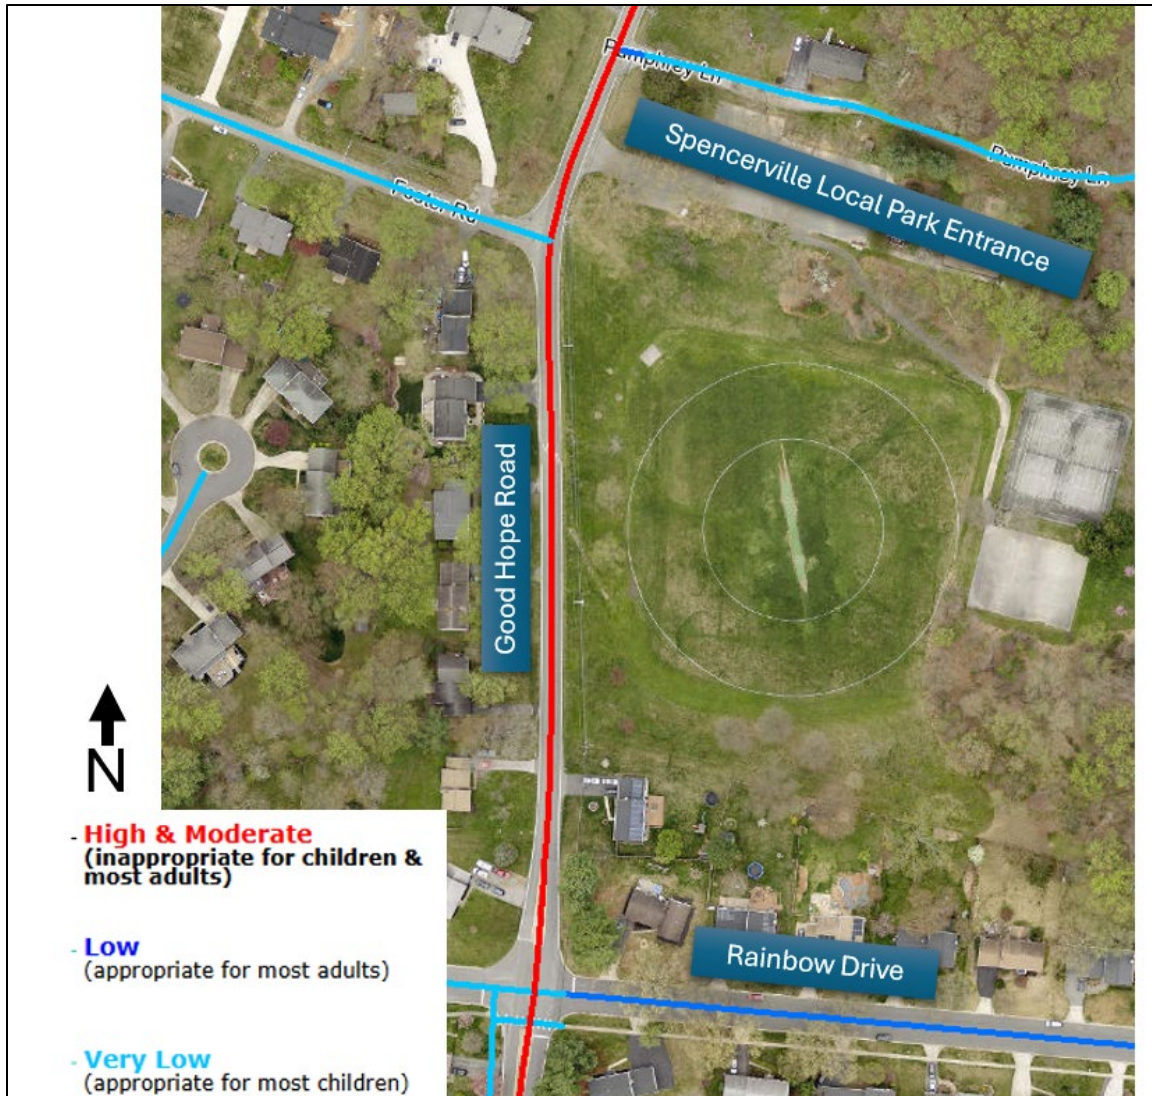 Pumphrey Ln
Spencerville Local Park Entrance
Pumphrey Ln
Foster Rd
Good Hope Road
N
- High & Moderate
(inappropriate for children &
most adults)
Rainbow Drive
- Low
(appropriate for most adults)
- Very Low
(appropriate for most children)